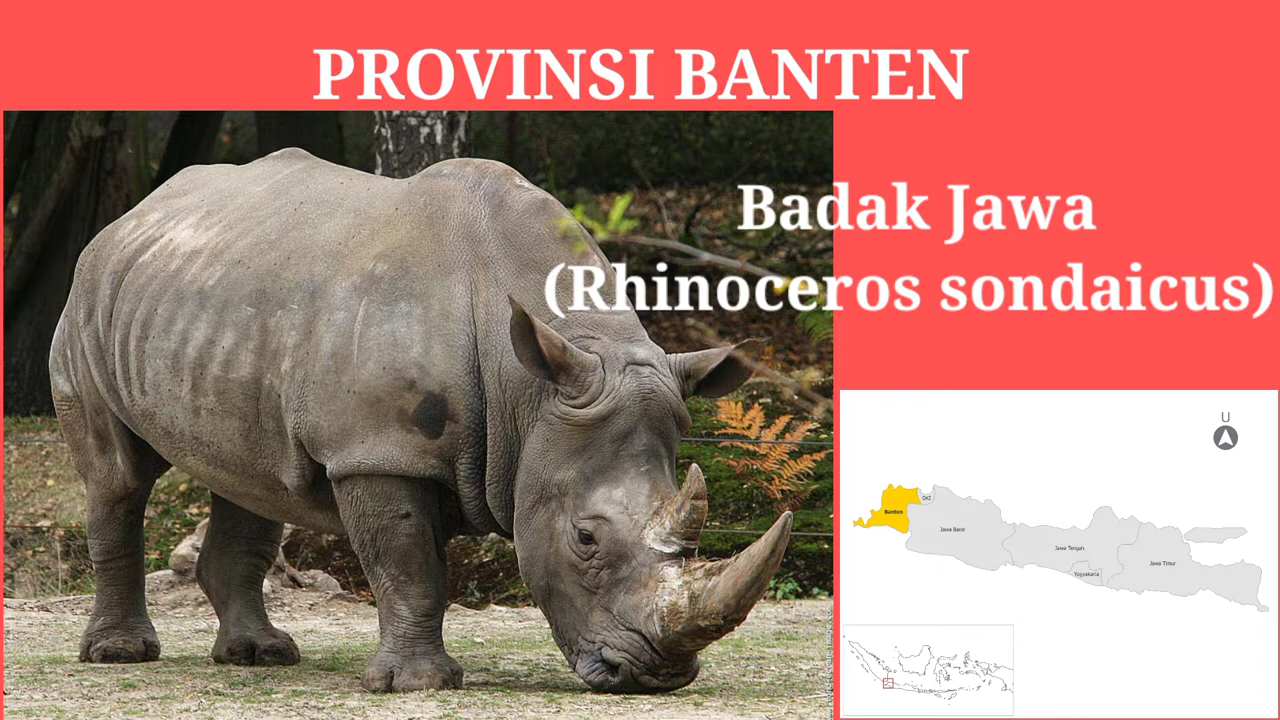 PROVINSI BANTEN
Badak Jawa
(Rhinoceros sondaicus)
U
Banten
DKI
Jawa Barat
Jawa Tengah
Yogyakarta
Jawa Timur